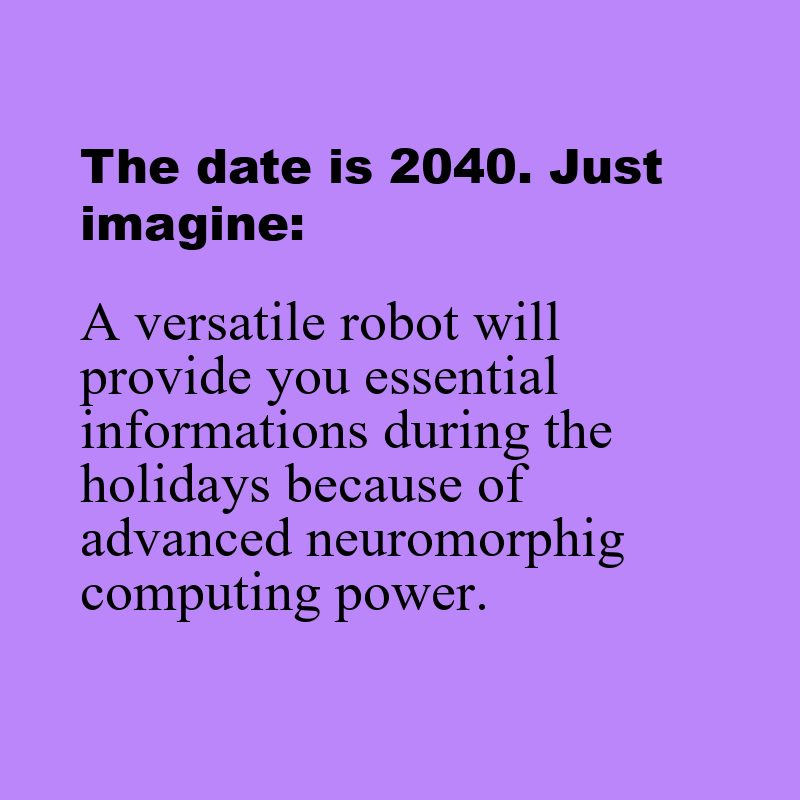 The date is 2040. Just
imagine:
A versatile robot will
provide you essential
informations during the
holidays because of
advanced neuromorphig
computing power.